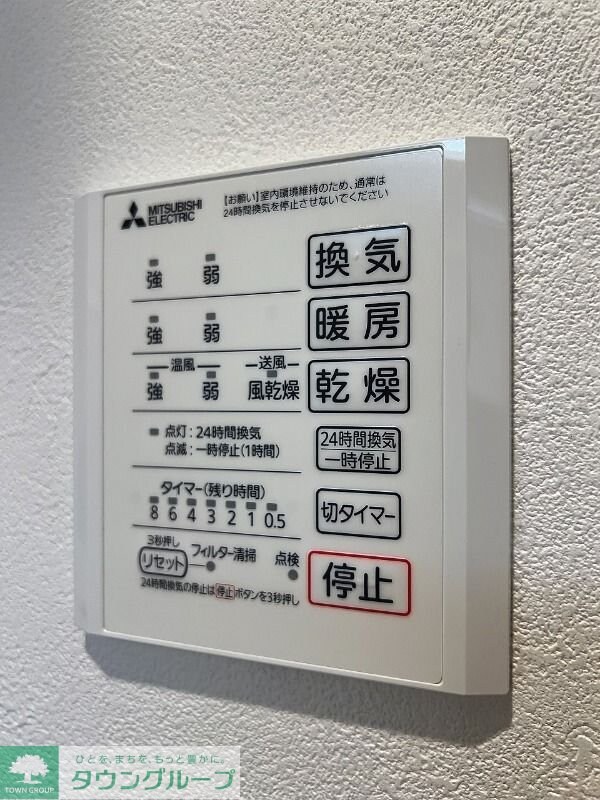 MITSUBISHI
ELECTRIC
【お願い】室内環境維持のため、通常は
24時間換気を停止させないでください
強 弱 換気
強 弱 暖房
温風 送風
強 弱 風乾燥 乾燥
点灯：24時間換気
点滅：一時停止(1時間)
24時間換気
一時停止
タイマー(残り時間)
8 6 4 3 2 1 0.5
切タイマー
3秒押し
リセット フィルター清掃 点検
停止
24時間換気の停止は停止ボタンを3秒押し
TOWN GROUP
ひとを、まちを、もっと豊かに。
タウングループ